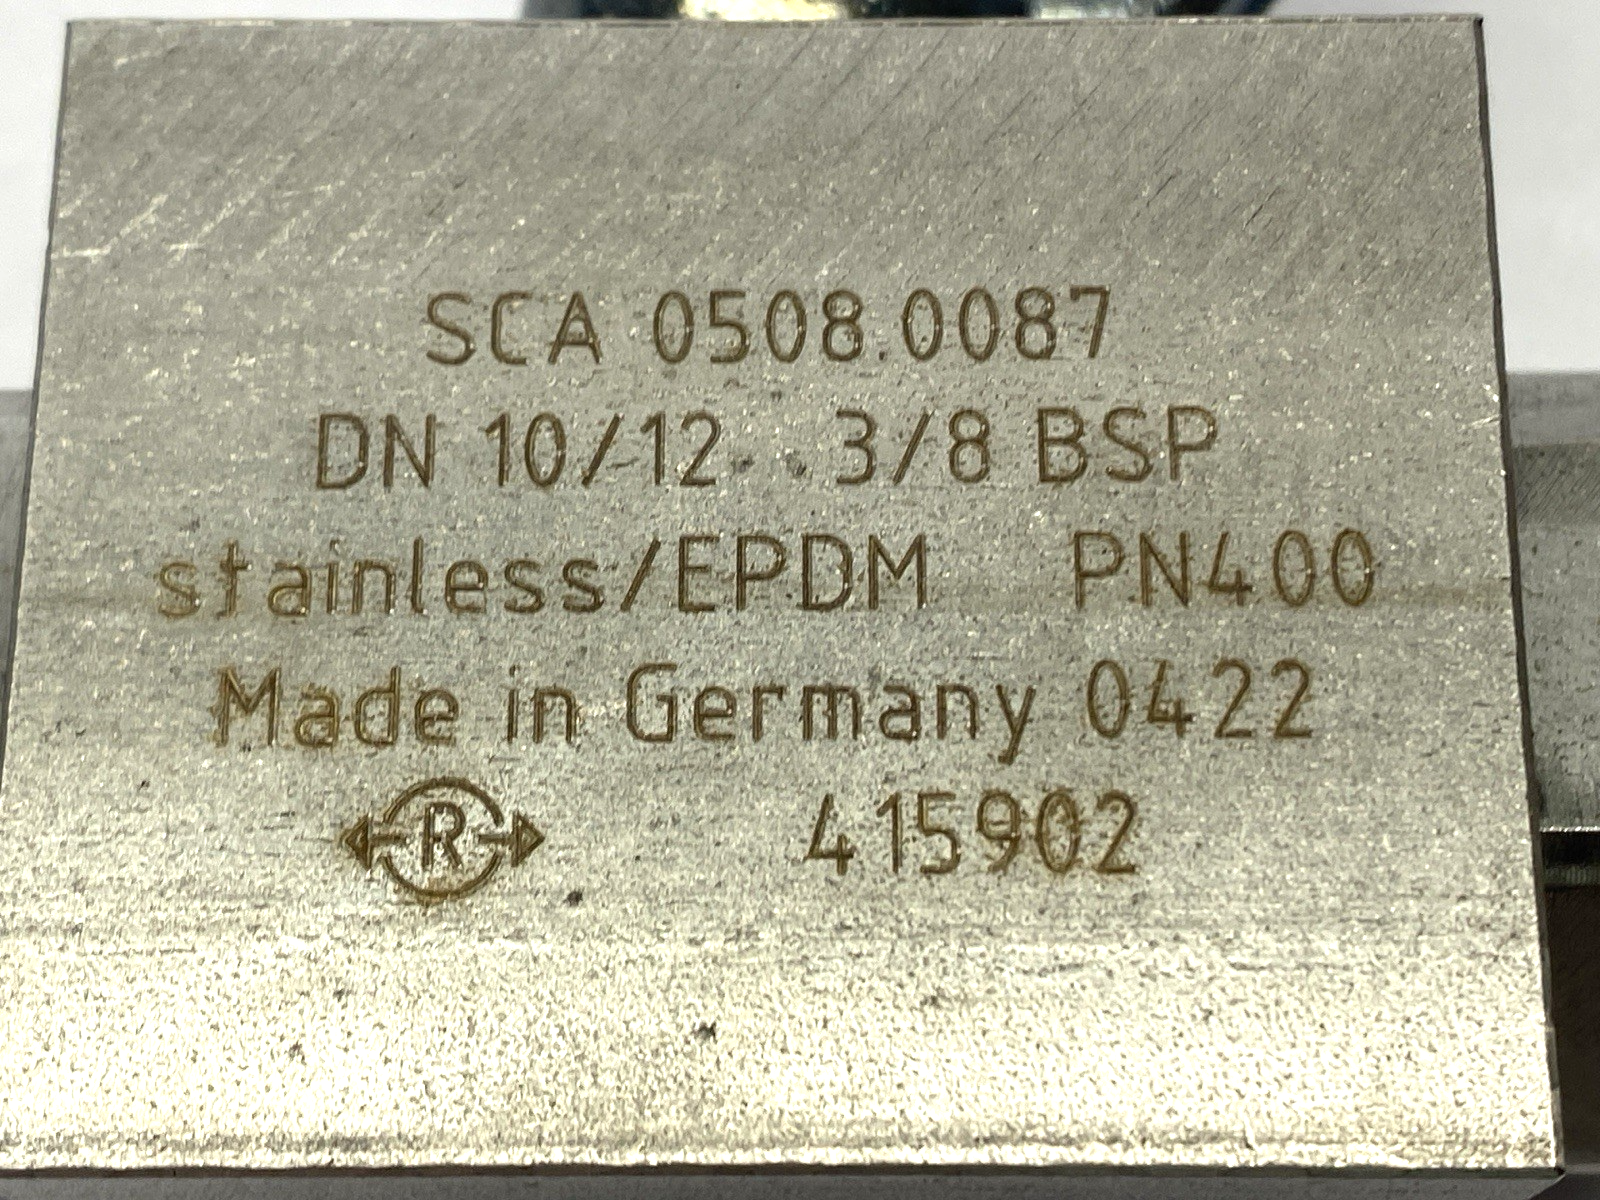 SCA 0508.0087
DN 10/12 3/8 BSP
stainless/EPDM PN400
Made in Germany 0422
R 415902